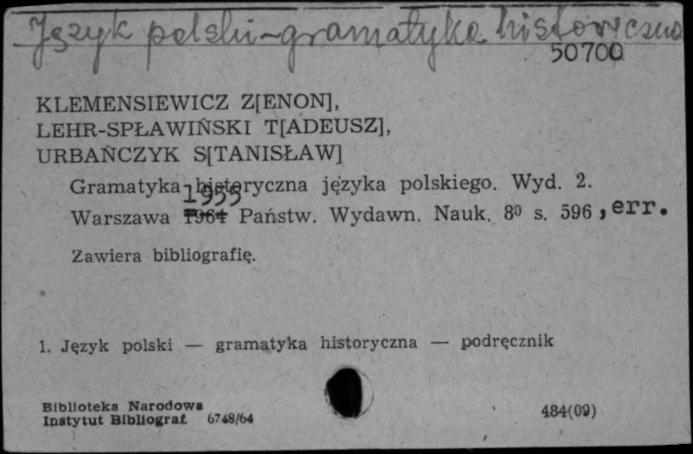 Język polski - gramatyka historyczna
50700
KLEMENSIEWICZ Z[ENON],
LEHR-SPŁAWIŃSKI T[ADEUSZ],
URBAŃCZYK S[TANISŁAW]
Gramatyka historyczna języka polskiego. Wyd. 2.
1955
Warszawa 1964 Państw. Wydawn. Nauk. 8⁰ s. 596, err.
Zawiera bibliografię.
1. Język polski — gramatyka historyczna — podręcznik
Biblioteka Narodowa
Instytut Bibliograf. 6748/64
484(09)